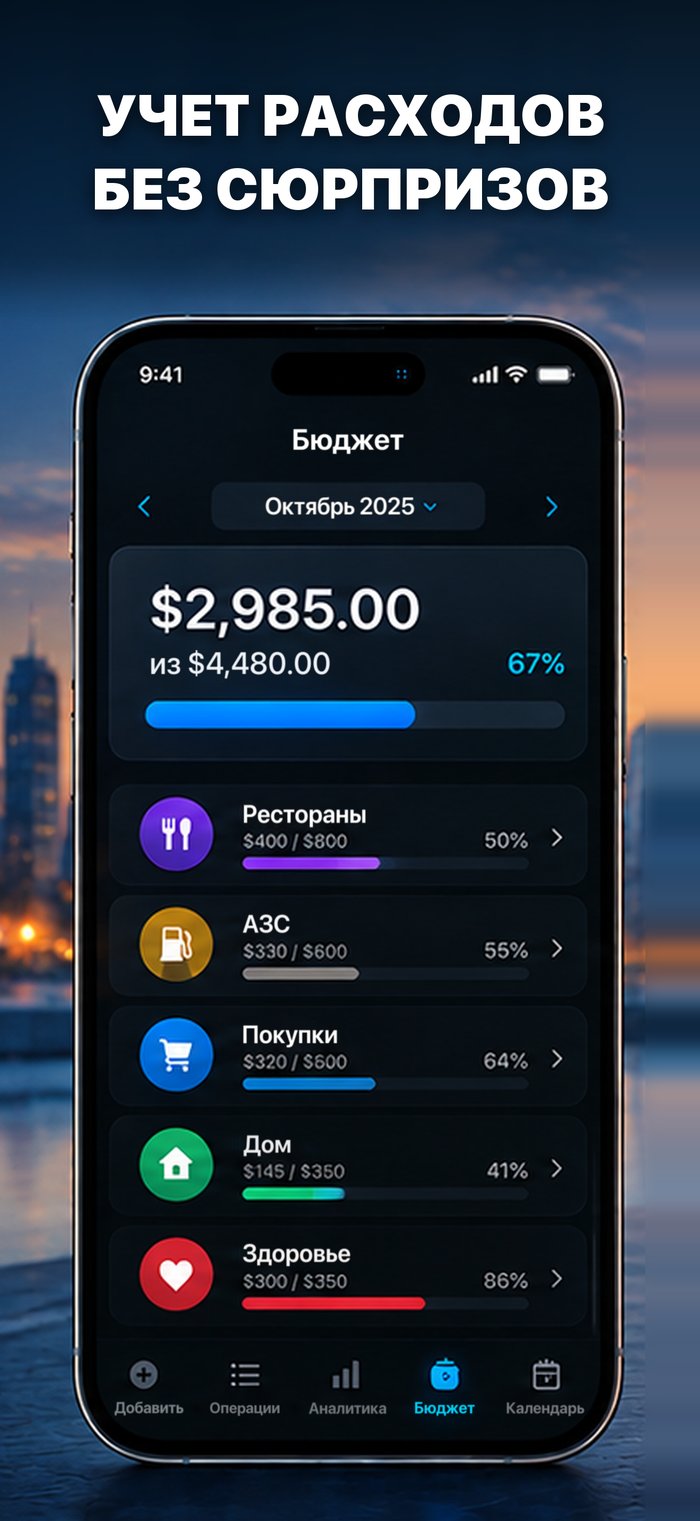 УЧЕТ РАСХОДОВ
БЕЗ СЮРПРИЗОВ
9:41
Бюджет
Октябрь 2025
$2,985.00
из $4,480.00
67%
Рестораны
$400 / $800
50%
АЗС
$330 / $600
55%
Покупки
$320 / $600
64%
Дом
$145 / $350
41%
Здоровье
$300 / $350
86%
Добавить
Операции
Аналитика
Бюджет
Календарь